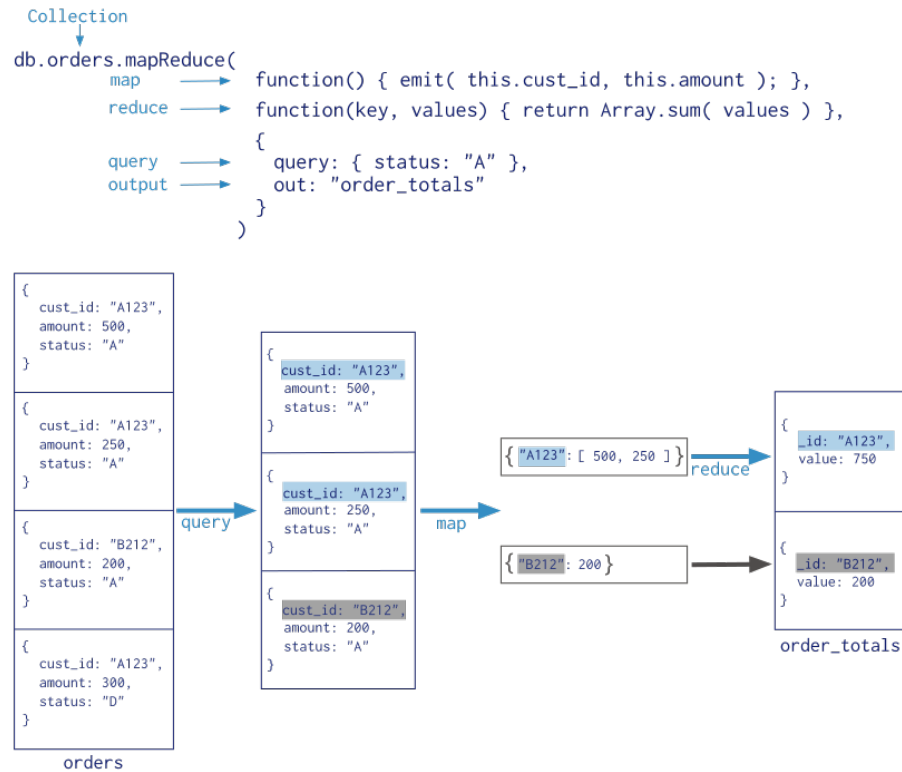 Collection
db.orders.mapReduce(
map function() { emit( this.cust_id, this.amount ); },
reduce function(key, values) { return Array.sum( values ) },
{
query query: { status: "A" },
output out: "order_totals"
}
)
{
cust_id: "A123",
amount: 500,
status: "A"
}
{
cust_id: "A123",
amount: 250,
status: "A"
}
{
cust_id: "B212",
amount: 200,
status: "A"
}
{
cust_id: "A123",
amount: 300,
status: "D"
}
orders
query
{
cust_id: "A123",
amount: 500,
status: "A"
}
{
cust_id: "A123",
amount: 250,
status: "A"
}
{
cust_id: "B212",
amount: 200,
status: "A"
}
map
{ "A123": [ 500, 250 ] }
{ "B212": 200 }
reduce
{
_id: "A123",
value: 750
}
{
_id: "B212",
value: 200
}
order_totals